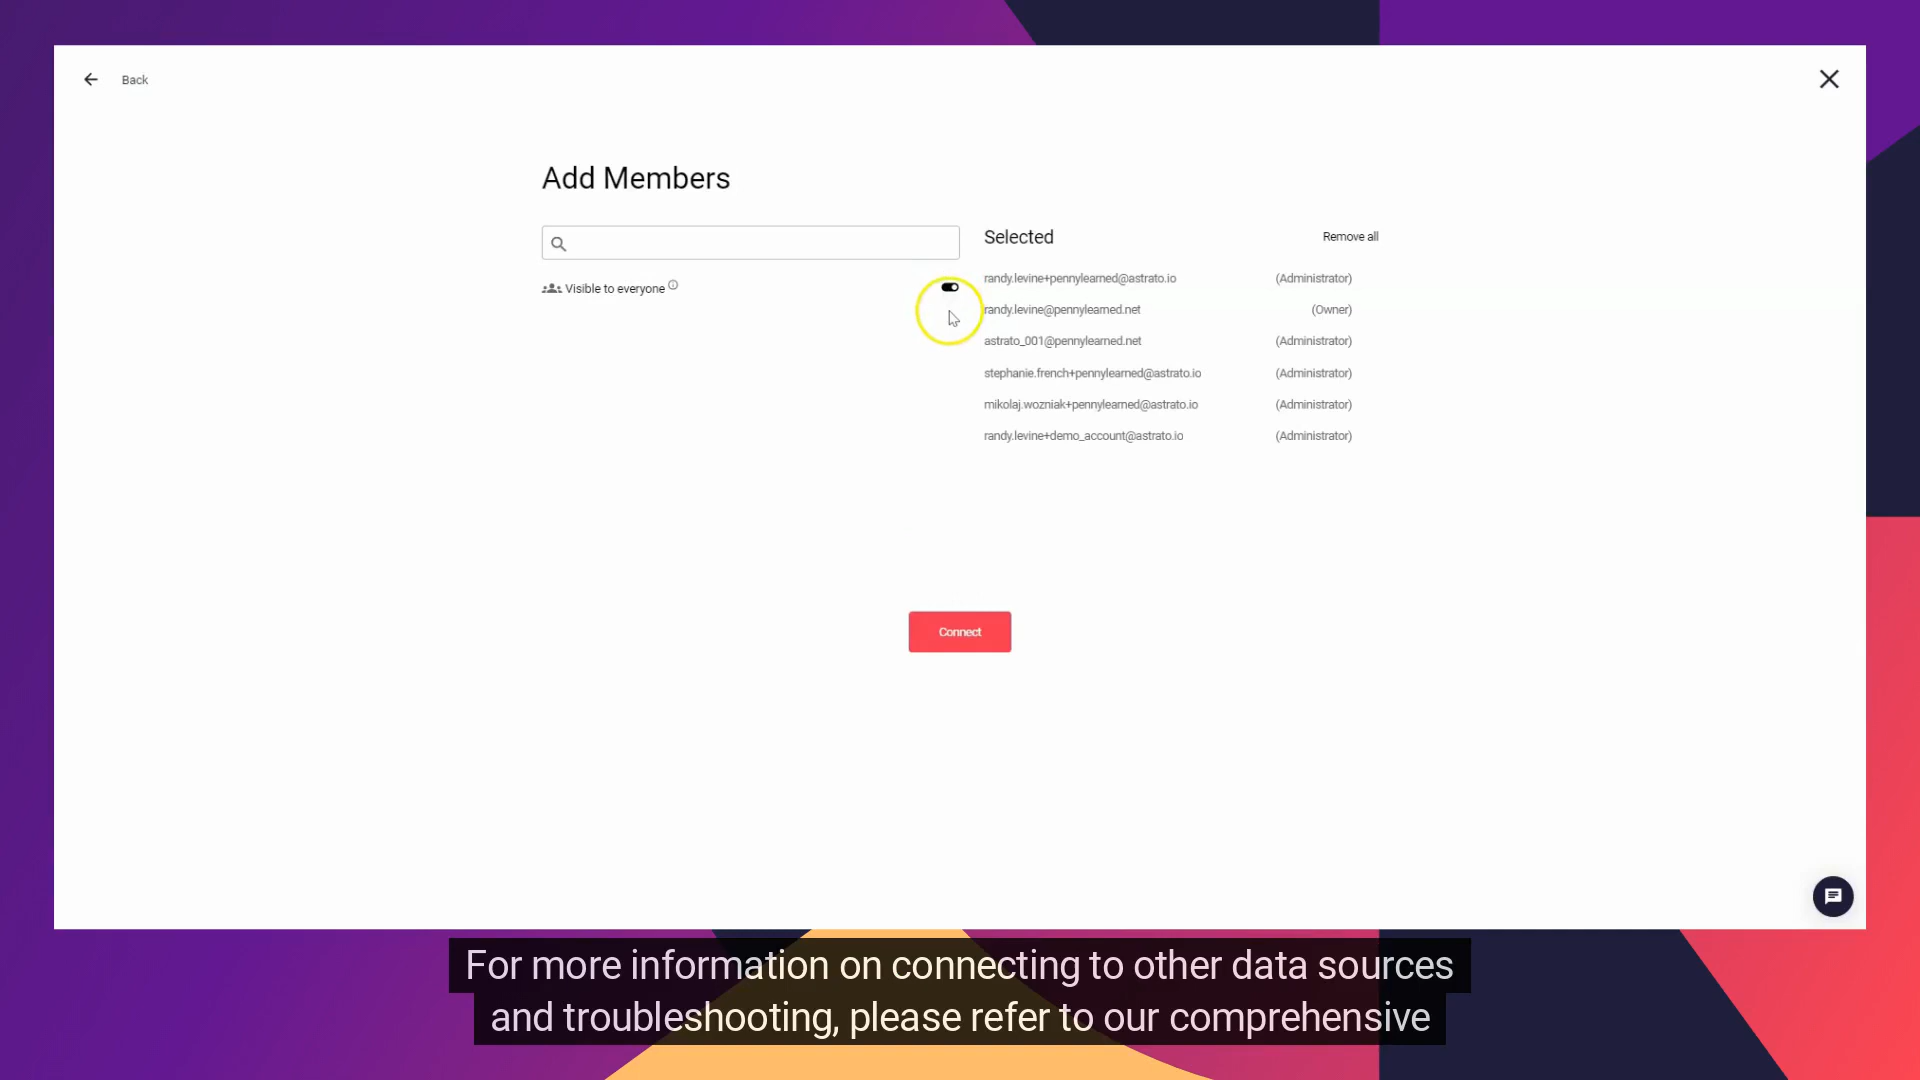 Back
Add Members
Visible to everyone
Selected
Remove all
randy.levine+pennylearned@astrato.io (Administrator)
randy.levine@pennylearned.net (Owner)
astrato_001@pennylearned.net (Administrator)
stephanie.french+pennylearned@astrato.io (Administrator)
mikolaj.wozniak+pennylearned@astrato.io (Administrator)
randy.levine+demo_account@astrato.io (Administrator)
Connect
For more information on connecting to other data sources
and troubleshooting, please refer to our comprehensive